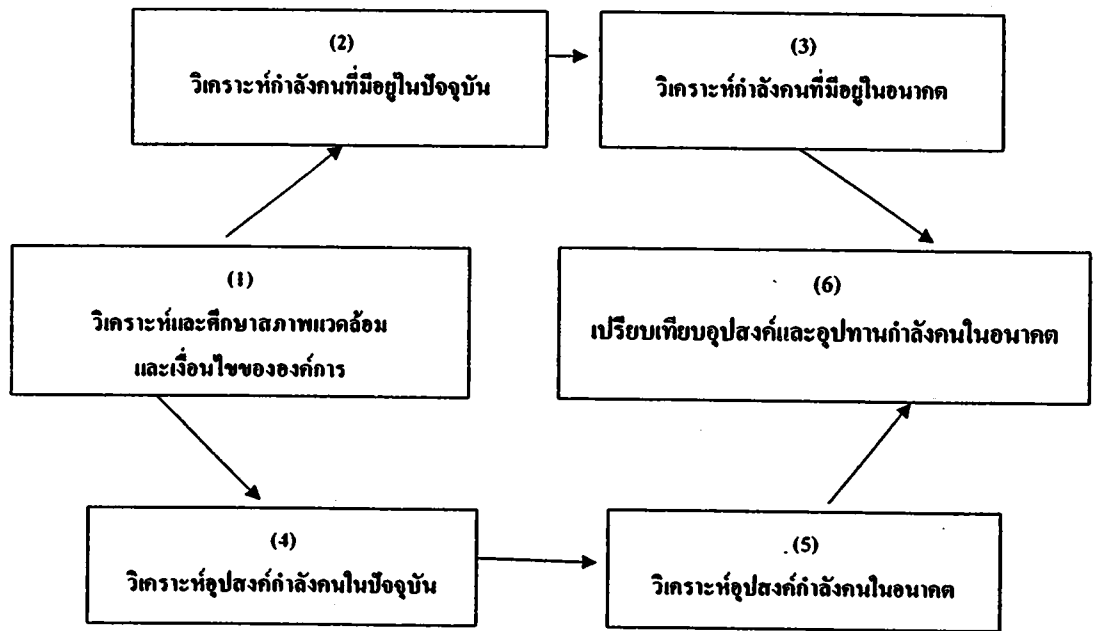 (2)
วิเคราะห์กำลังคนที่มีอยู่ในปัจจุบัน
(3)
วิเคราะห์กำลังคนที่มีอยู่ในอนาคต
(1)
วิเคราะห์และศึกษาสภาพแวดล้อม
และเงื่อนไขขององค์การ
(6)
เปรียบเทียบอุปสงค์และอุปทานกำลังคนในอนาคต
(4)
วิเคราะห์อุปสงค์กำลังคนในปัจจุบัน
(5)
วิเคราะห์อุปสงค์กำลังคนในอนาคต